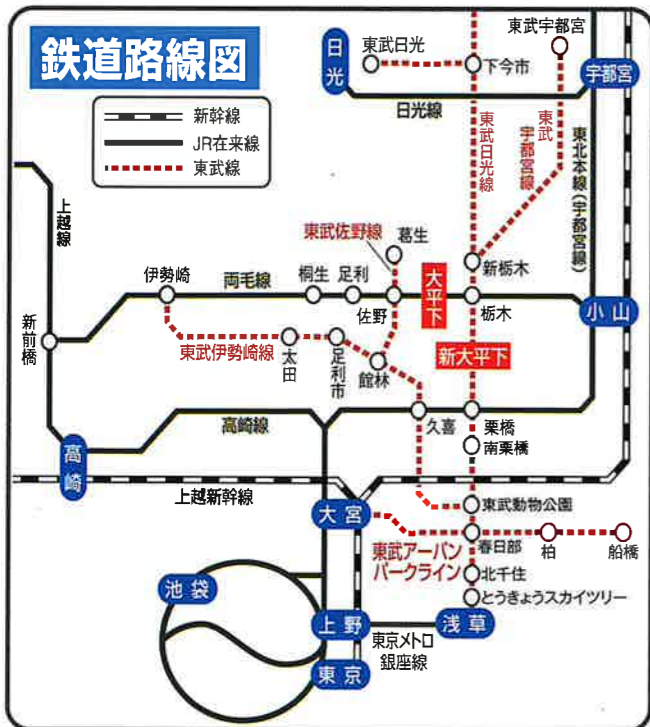 鉄道路線図
新幹線
JR在来線
東武線
日光
東武日光
下今市
東武宇都宮
宇都宮
日光線
東武日光線
東武
宇都宮線
東北本線(宇都宮線)
上越線
東武佐野線
葛生
新栃木
伊勢崎
両毛線
桐生
足利
佐野
大平下
栃木
小山
新前橋
東武伊勢崎線
太田
足利市
館林
新大平下
高崎線
久喜
栗橋
南栗橋
高崎
上越新幹線
大宮
東武動物公園
東武アーバン
パークライン
春日部
柏
船橋
北千住
とうきょうスカイツリー
池袋
上野
東京メトロ
銀座線
浅草
東京